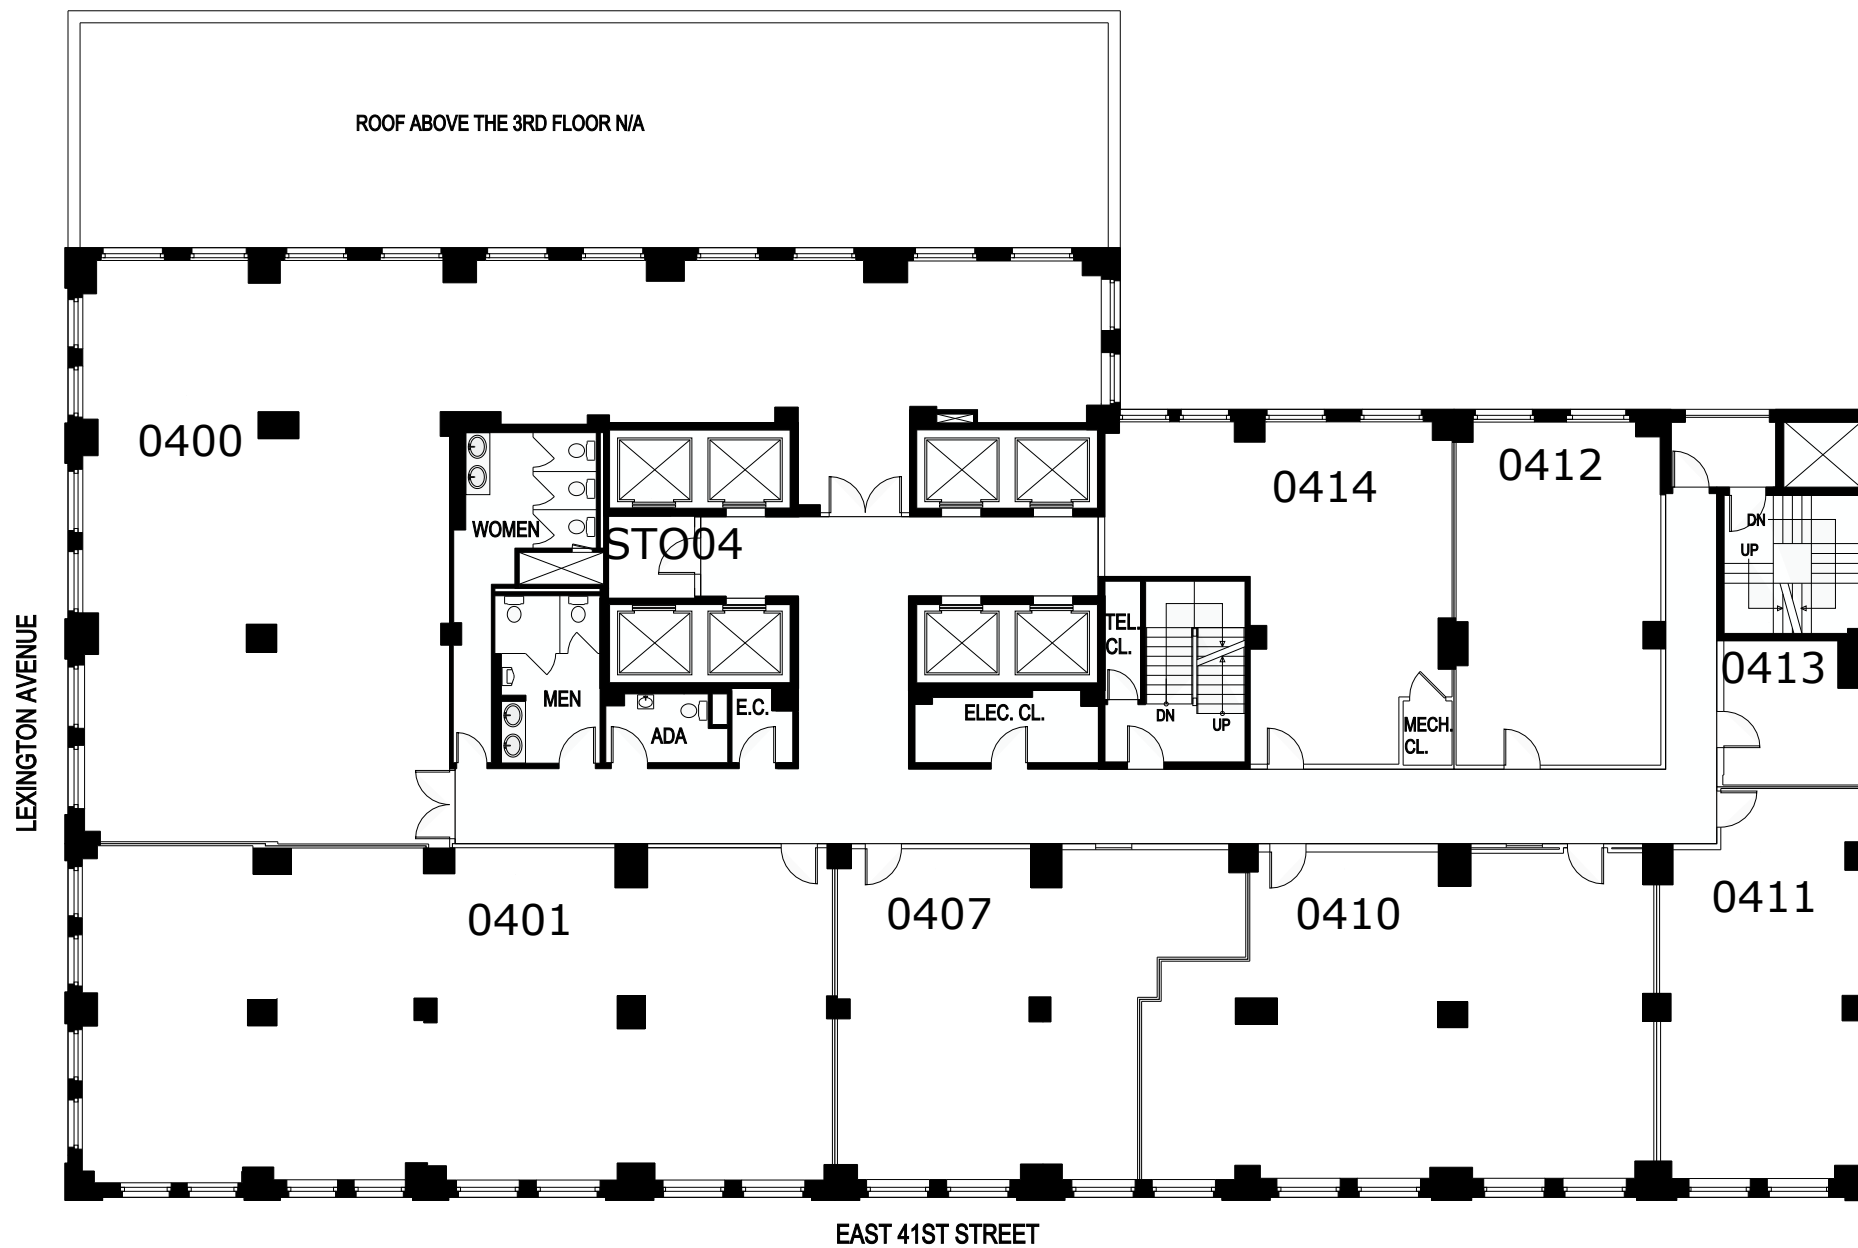 ROOF ABOVE THE 3RD FLOOR N/A
0400
0414
0412
WOMEN
STO04
DN
UP
TEL.
CL.
LEXINGTON AVENUE
0413
MEN
E.C.
ELEC. CL.
ADA
DN
UP
MECH.
CL.
0401
0407
0410
0411
EAST 41ST STREET